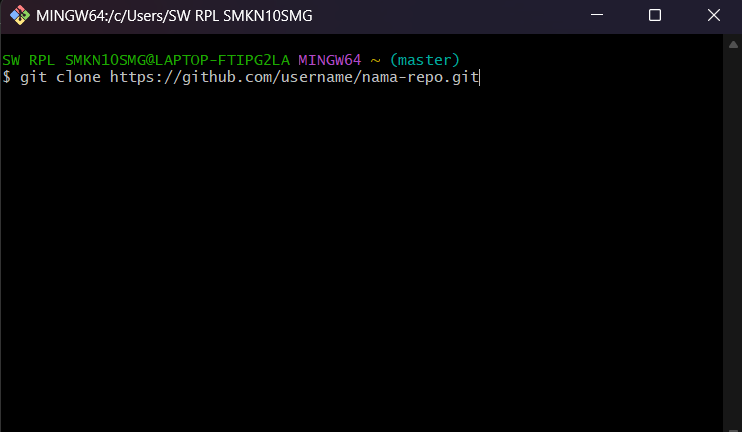 MINGW64:/c/Users/SW RPL SMKN10SMG
SW RPL SMKN10SMG@LAPTOP-FTIPG2LA MINGW64 ~ (master)
$ git clone https://github.com/username/nama-repo.git